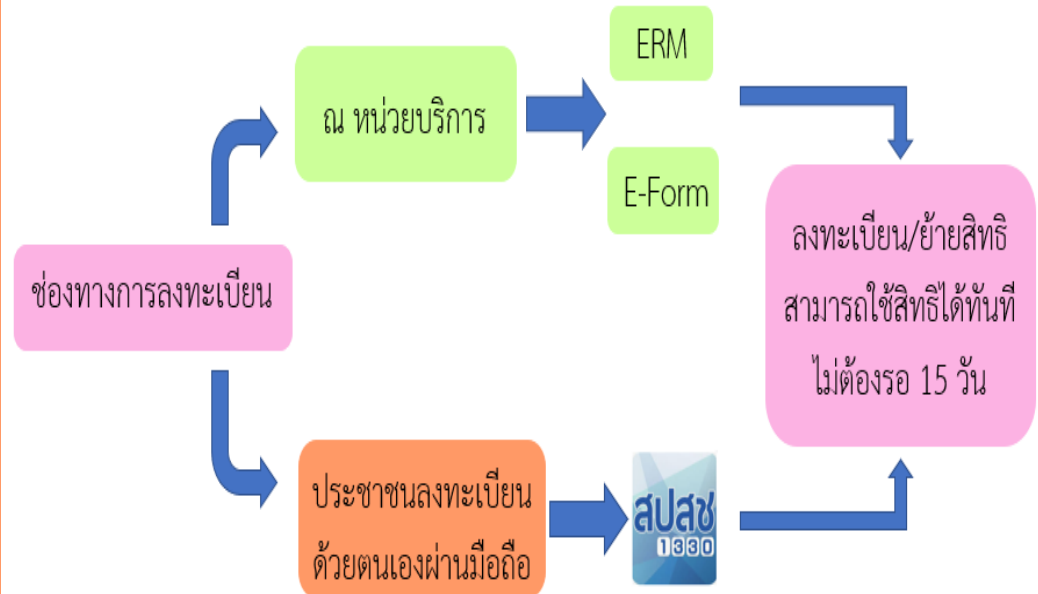 ช่องทางการลงทะเบียน
ณ หน่วยบริการ
ERM
E-Form
ประชาชนลงทะเบียน
ด้วยตนเองผ่านมือถือ
สปสช
1330
ลงทะเบียน/ย้ายสิทธิ
สามารถใช้สิทธิได้ทันที
ไม่ต้องรอ 15 วัน